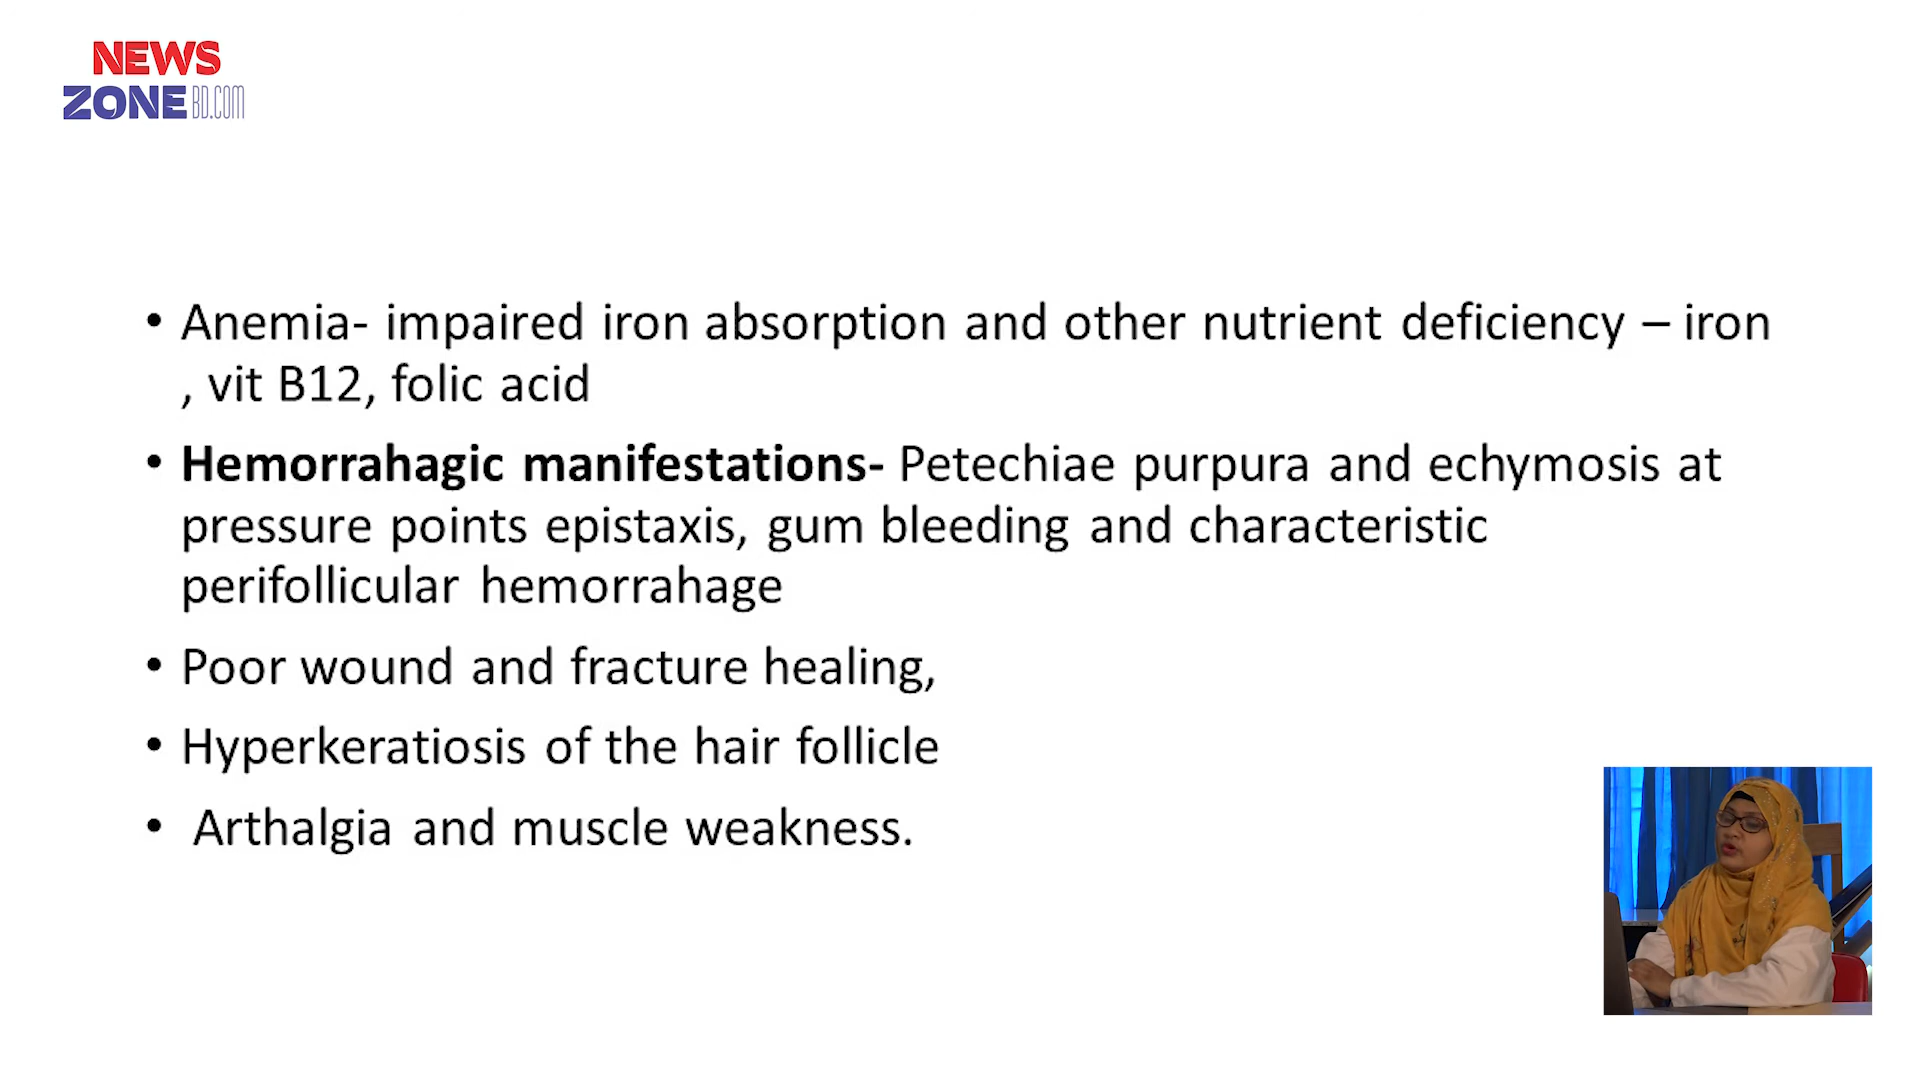 NEWS
ZONE BD.COM
• Anemia- impaired iron absorption and other nutrient deficiency – iron
, vit B12, folic acid
• Hemorrahagic manifestations- Petechiae purpura and echymosis at
pressure points epistaxis, gum bleeding and characteristic
perifollicular hemorrahage
• Poor wound and fracture healing,
• Hyperkeratiosis of the hair follicle
• Arthalgia and muscle weakness.